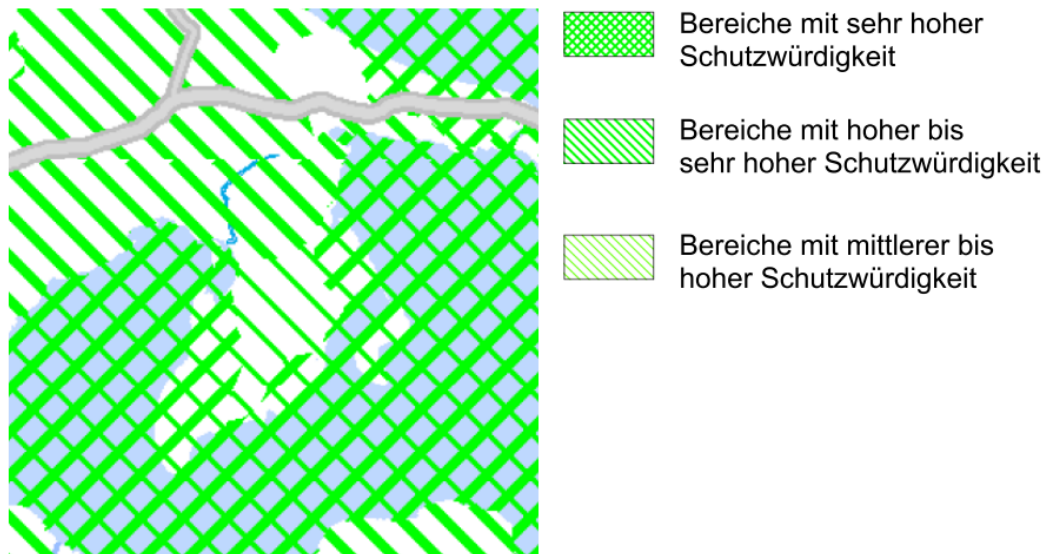 Bereiche mit sehr hoher
Schutzwürdigkeit
Bereiche mit hoher bis
sehr hoher Schutzwürdigkeit
Bereiche mit mittlerer bis
hoher Schutzwürdigkeit